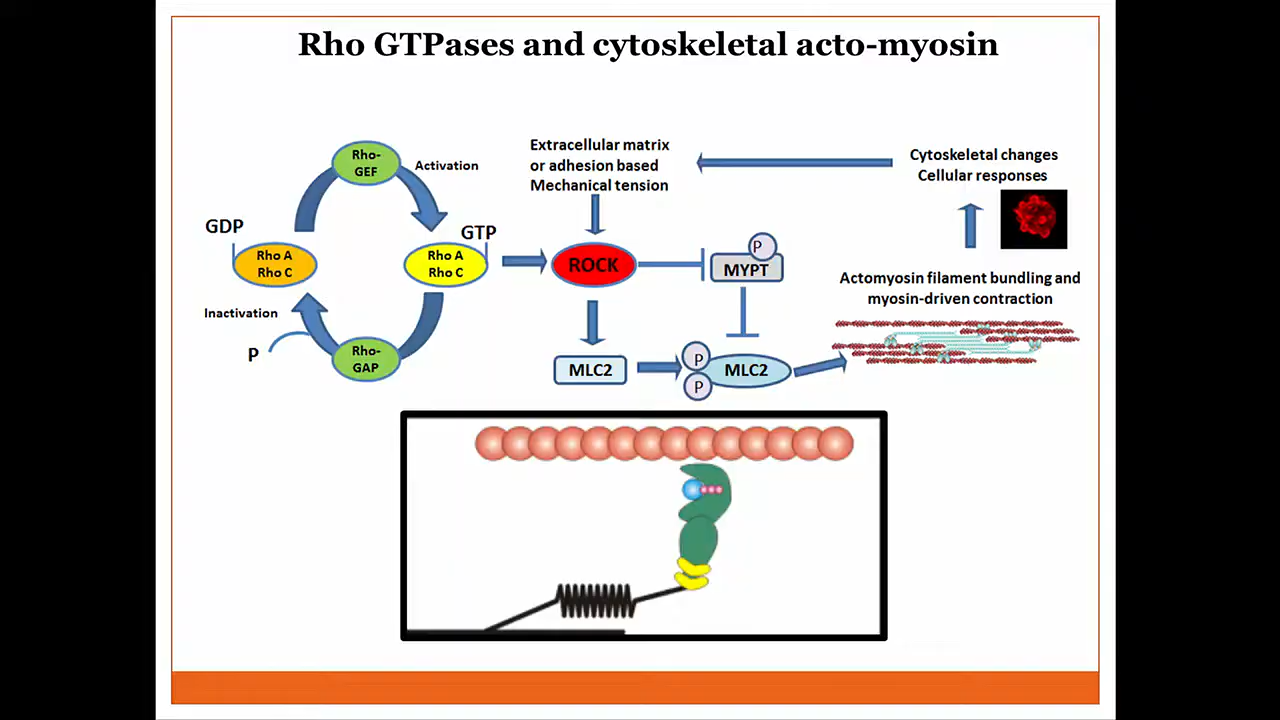 Rho GTPases and cytoskeletal acto-myosin
Rho-
GEF
Activation
GDP
Rho A
Rho C
GTP
Rho A
Rho C
Inactivation
P
Rho-
GAP
Extracellular matrix
or adhesion based
Mechanical tension
ROCK
P
MYPT
MLC2
P
P
MLC2
Cytoskeletal changes
Cellular responses
Actomyosin filament bundling and
myosin-driven contraction